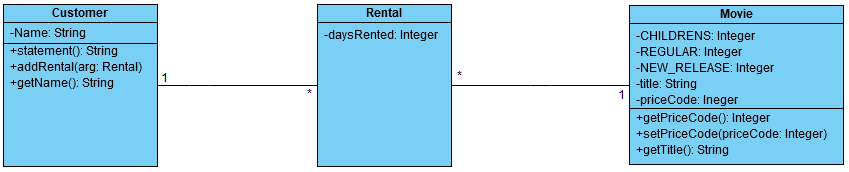 Customer
-Name: String
+statement(): String
+addRental(arg: Rental)
+getName(): String
1
*
Rental
-daysRented: Integer
*
1
Movie
-CHILDRENS: Integer
-REGULAR: Integer
-NEW_RELEASE: Integer
-title: String
-priceCode: Ineger
+getPriceCode(): Integer
+setPriceCode(priceCode: Integer)
+getTitle(): String